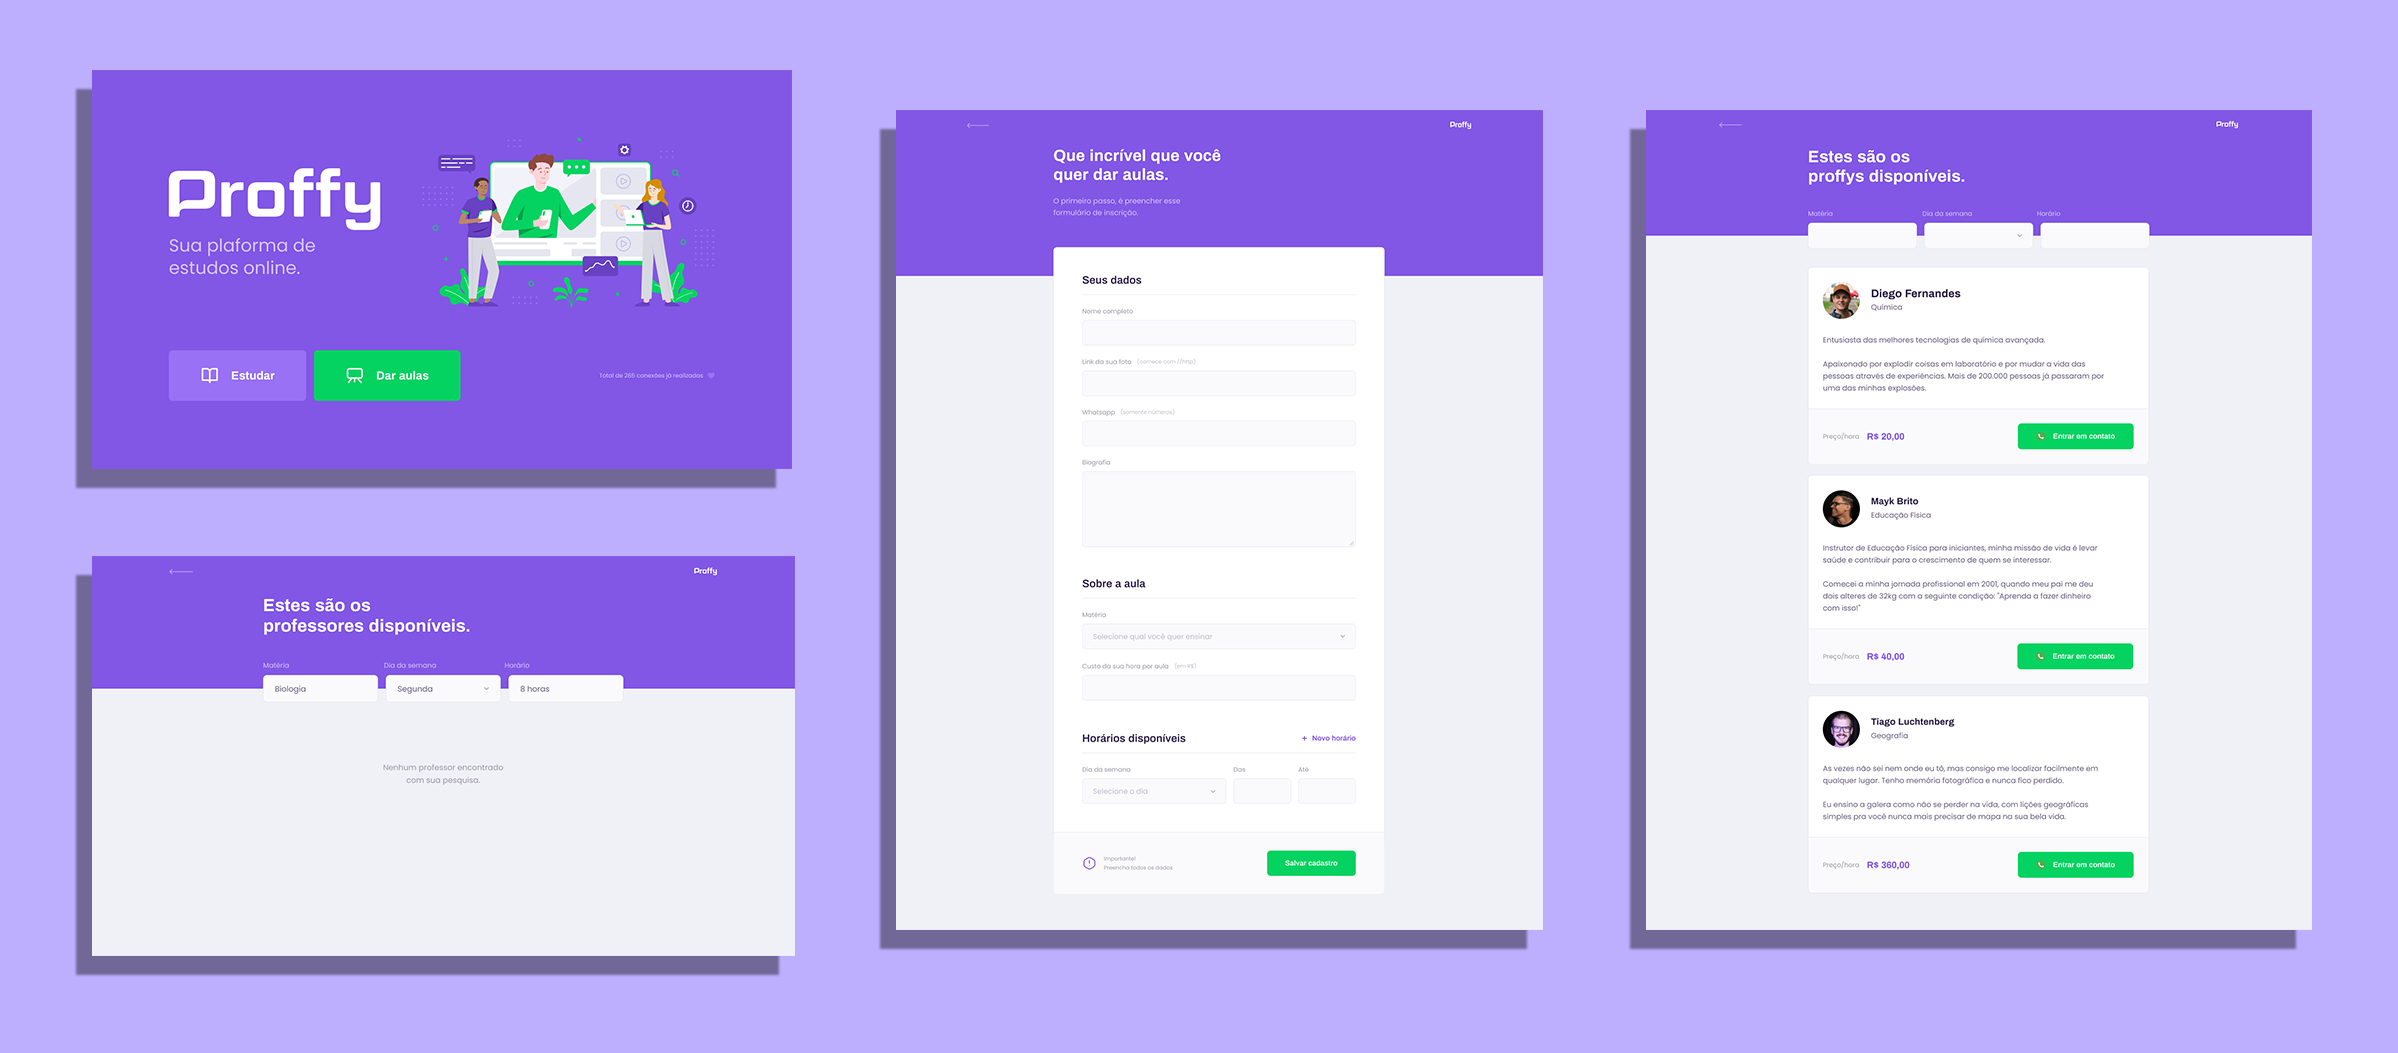 Proffy
Sua plaforma de
estudos online.
Estudar
Dar aulas
Total de 285 conexões já realizadas
Proffy
Estes são os
professores disponíveis.
Matéria
Dia da semana
Horário
Biologia
Segunda
8 horas
Nenhum professor encontrado
com sua pesquisa.
Proffy
Que incrível que você
quer dar aulas.
O primeiro passo, é preencher esse
formulário de inscrição.
Seus dados
Nome completo
Link da sua foto (comece com //http)
Whatsapp (somente números)
Biografia
Sobre a aula
Matéria
Selecione qual você quer ensinar
Custo da sua hora por aula (em R$)
Horários disponíveis
+ Novo horário
Dia da semana
Das
Até
Selecione o dia
Importante!
Preencha todos os dados
Salvar cadastro
Proffy
Estes são os
proffys disponíveis.
Matéria
Dia da semana
Horário
Diego Fernandes
Química
Entusiasta das melhores tecnologias de química avançada.
Apaixonado por explodir coisas em laboratório e por mudar a vida das
pessoas através de experiências. Mais de 200.000 pessoas já passaram por
uma das minhas explosões.
Preço/hora R$ 20,00
Entrar em contato
Mayk Brito
Educação Física
Instrutor de Educação Física para iniciantes, minha missão de vida é levar
saúde e contribuir para o crescimento de quem se interessar.
Comecei a minha jornada profissional em 2001, quando meu pai me deu
dois alteres de 32kg com a seguinte condição: "Aprenda a fazer dinheiro
com isso!"
Preço/hora R$ 40,00
Entrar em contato
Tiago Luchtenberg
Geografia
As vezes não sei nem onde eu tô, mas consigo me localizar facilmente em
qualquer lugar. Tenho memória fotográfica e nunca fico perdido.
Eu ensino a galera como não se perder na vida, com lições geográficas
simples pra você nunca mais precisar de mapa na sua bela vida.
Preço/hora R$ 360,00
Entrar em contato